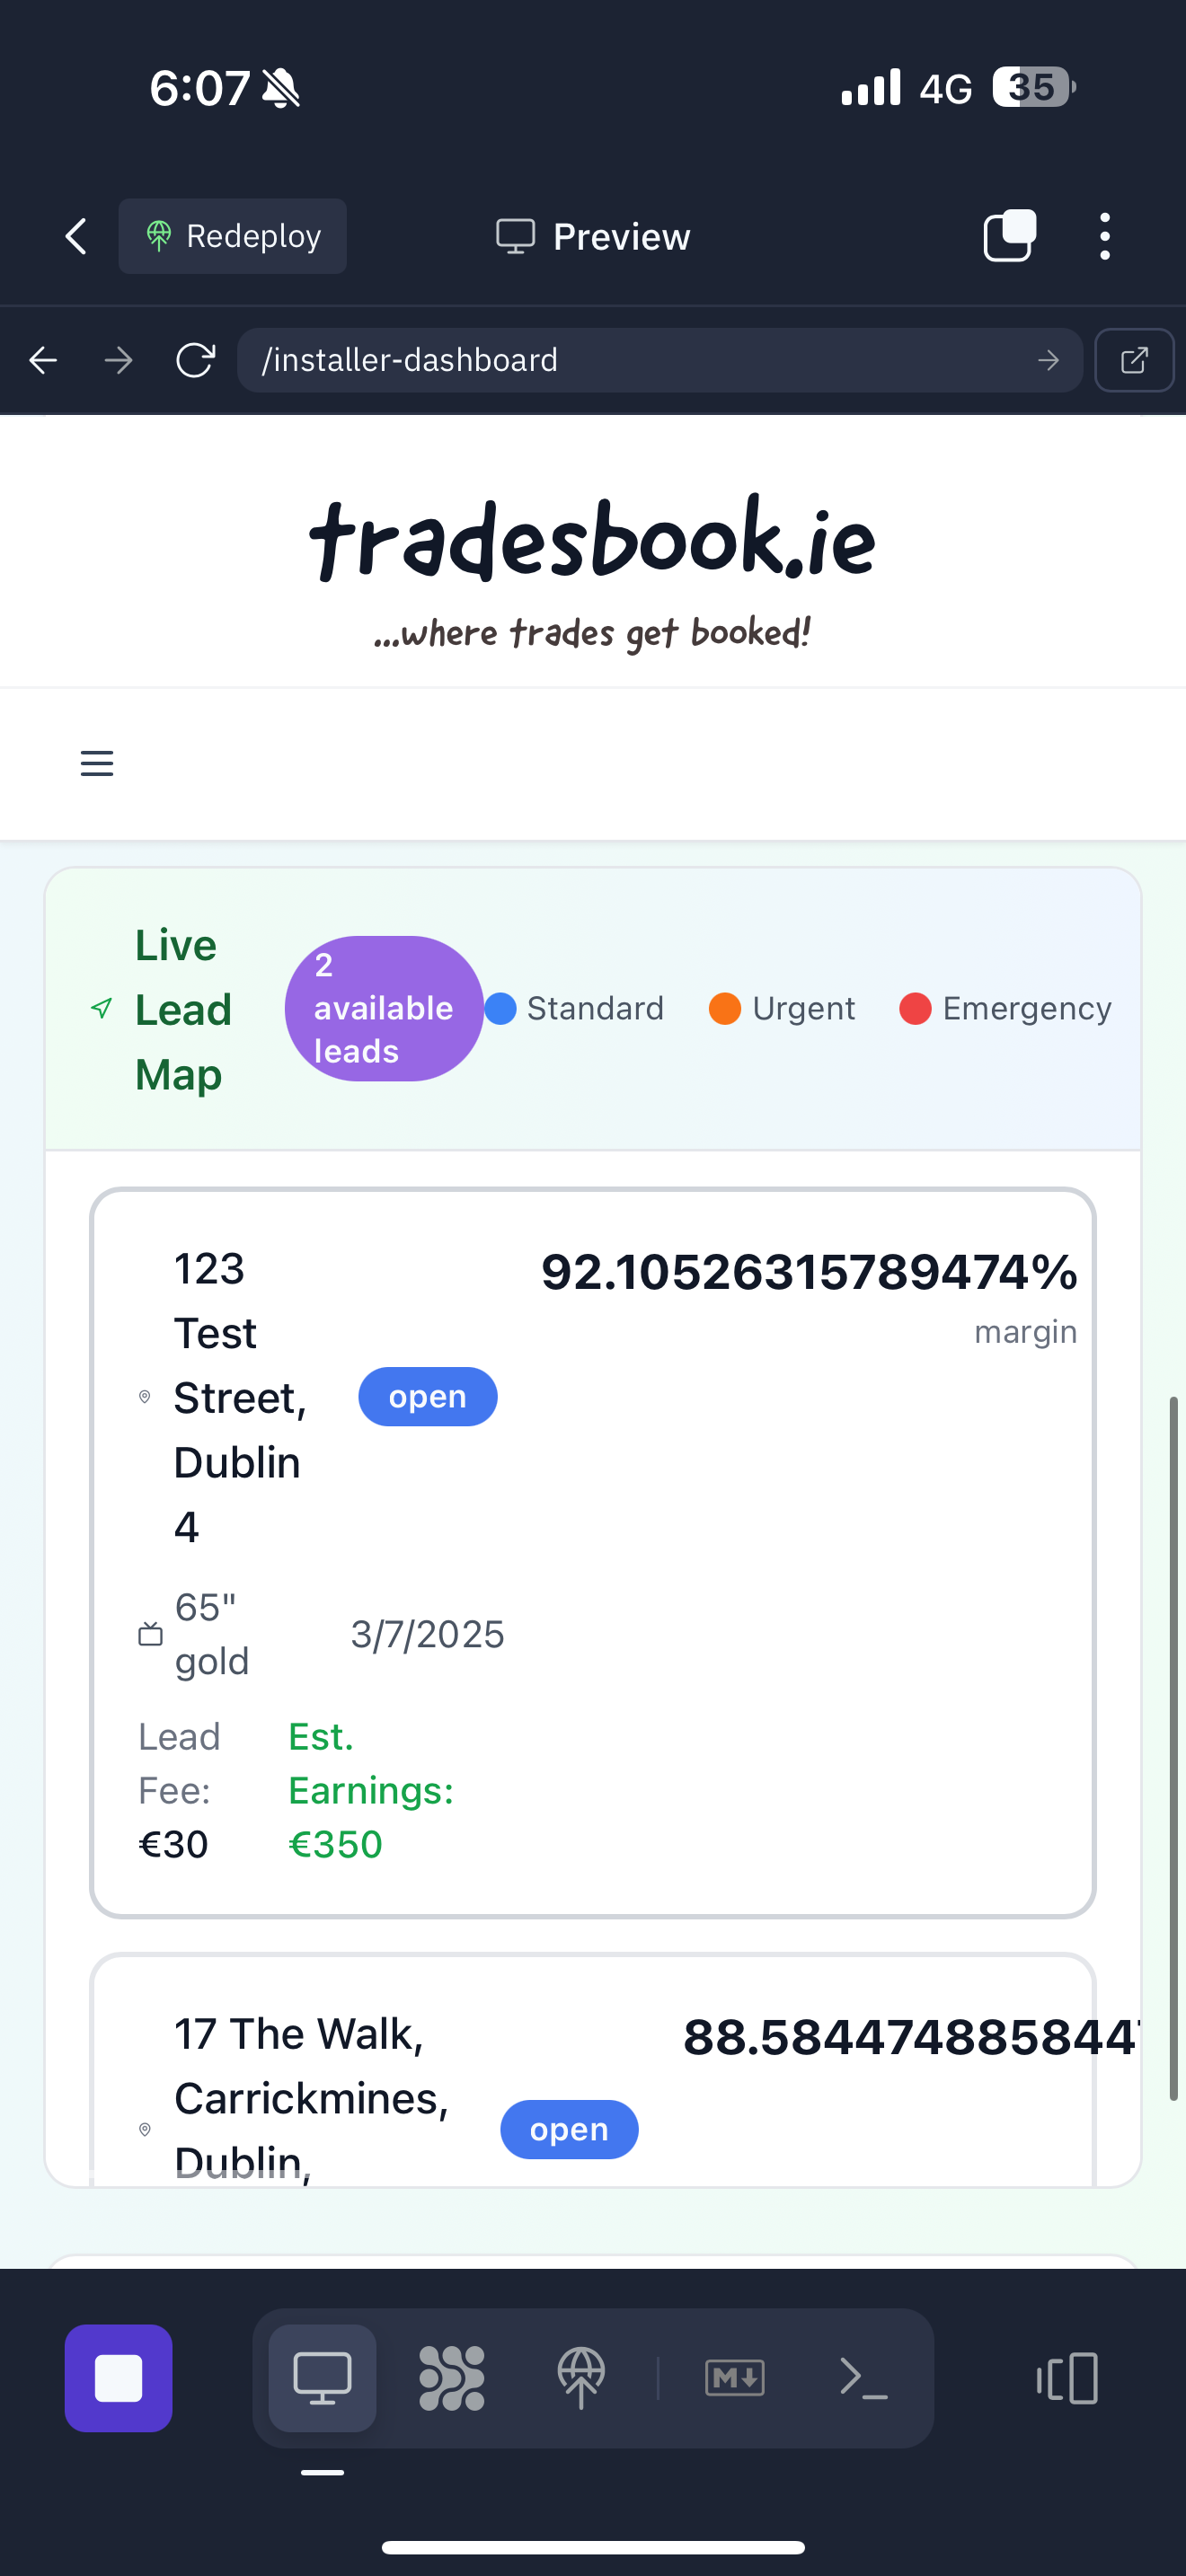 6:07
4G
35
Redeploy
Preview
/installer-dashboard
tradesbook.ie
...where trades get booked!
Live
Lead
Map
2
available
leads
Standard
Urgent
Emergency
123
Test
Street,
Dublin
4
open
92.10526315789474%
margin
65"
gold
3/7/2025
Lead
Fee:
€30
Est.
Earnings:
€350
17 The Walk,
Carrickmines,
Dublin,
open
88.584474885844
M